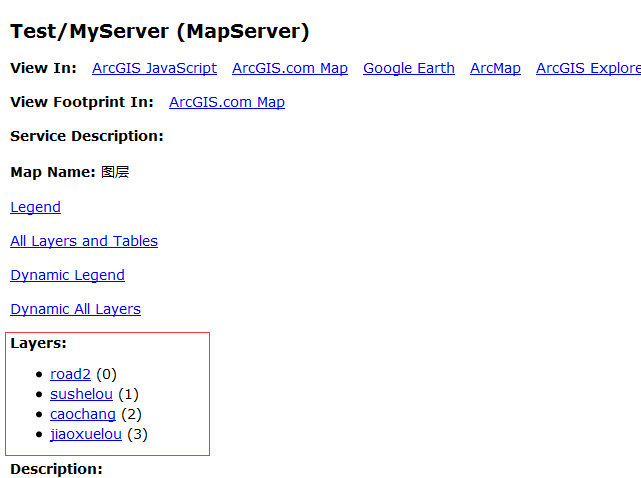 Test/MyServer (MapServer)
View In: ArcGIS JavaScript ArcGIS.com Map Google Earth ArcMap ArcGIS Explore
View Footprint In: ArcGIS.com Map
Service Description:
Map Name: 图层
Legend
All Layers and Tables
Dynamic Legend
Dynamic All Layers
Layers:
• road2 (0)
• sushelou (1)
• caochang (2)
• jiaoxuelou (3)
Description: